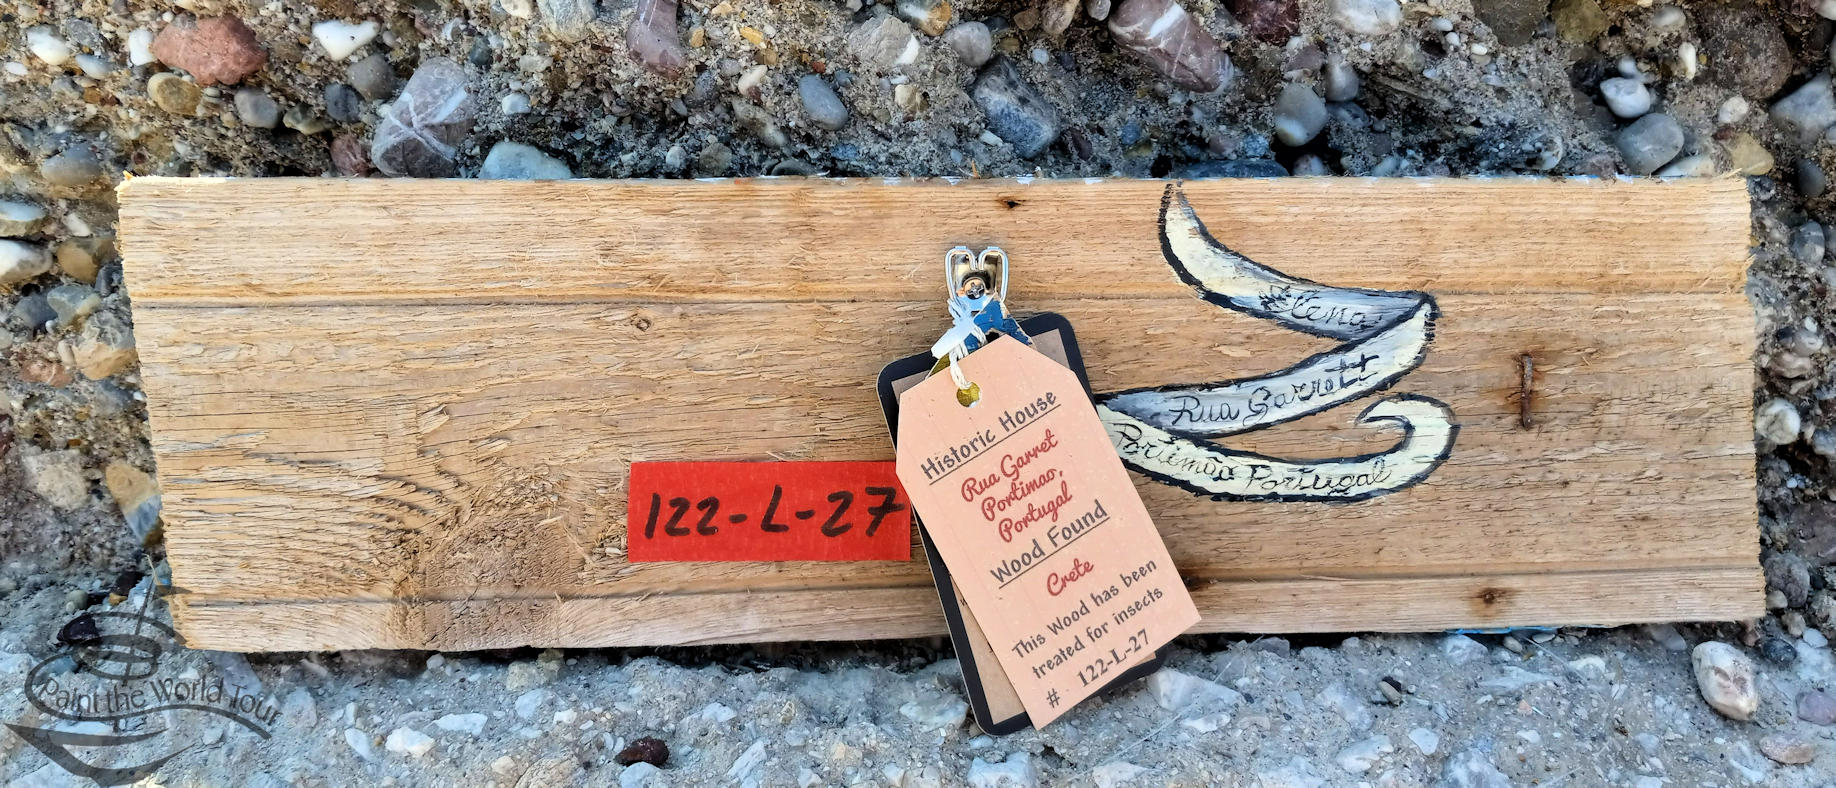 Elena
Rua Garrott
Portimão Portugal
122-L-27
Historic House
Rua Garret
Portimao,
Portugal
Wood Found
Crete
This Wood has been
treated for insects
# 122-L-27
Paint the World Tour